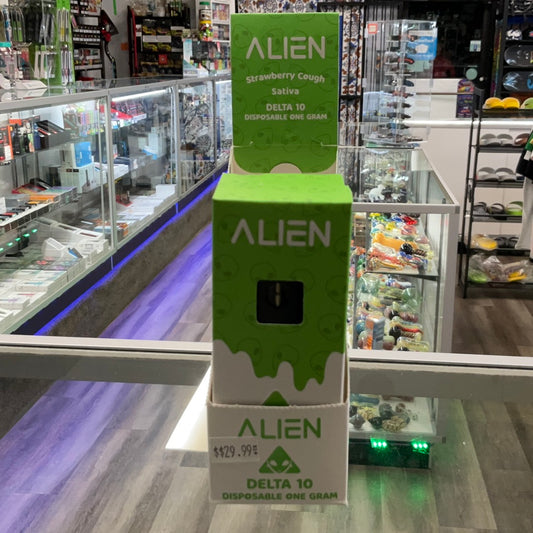 ALIEN
Strawberry Cough
Sativa
DELTA 10
DISPOSABLE ONE GRAM
ALIEN
ALIEN
$$29.99
DELTA 10
DISPOSABLE ONE GRAM